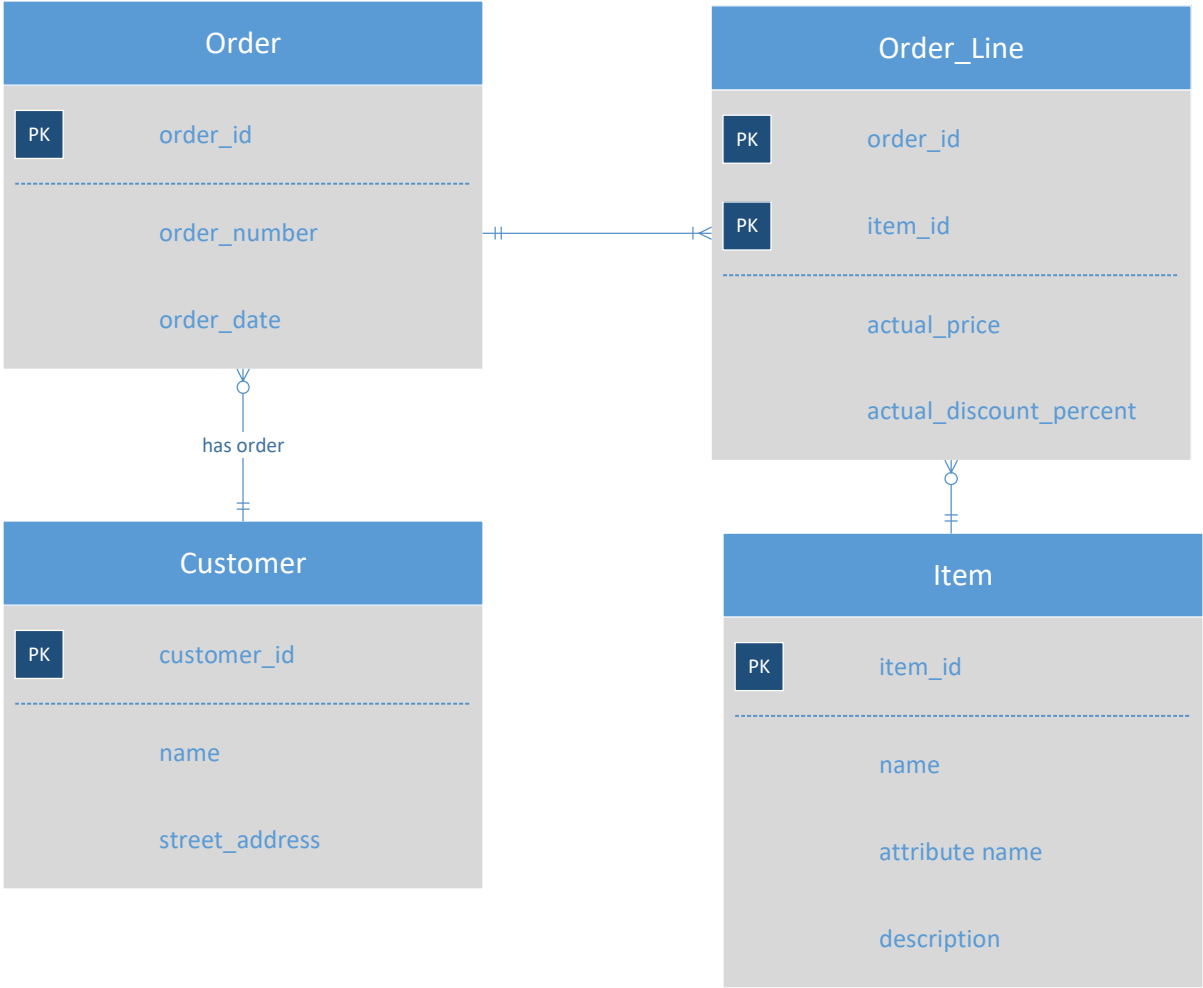 Order
PK order_id
order_number
order_date
has order
Customer
PK customer_id
name
street_address
Order_Line
PK order_id
PK item_id
actual_price
actual_discount_percent
Item
PK item_id
name
attribute name
description